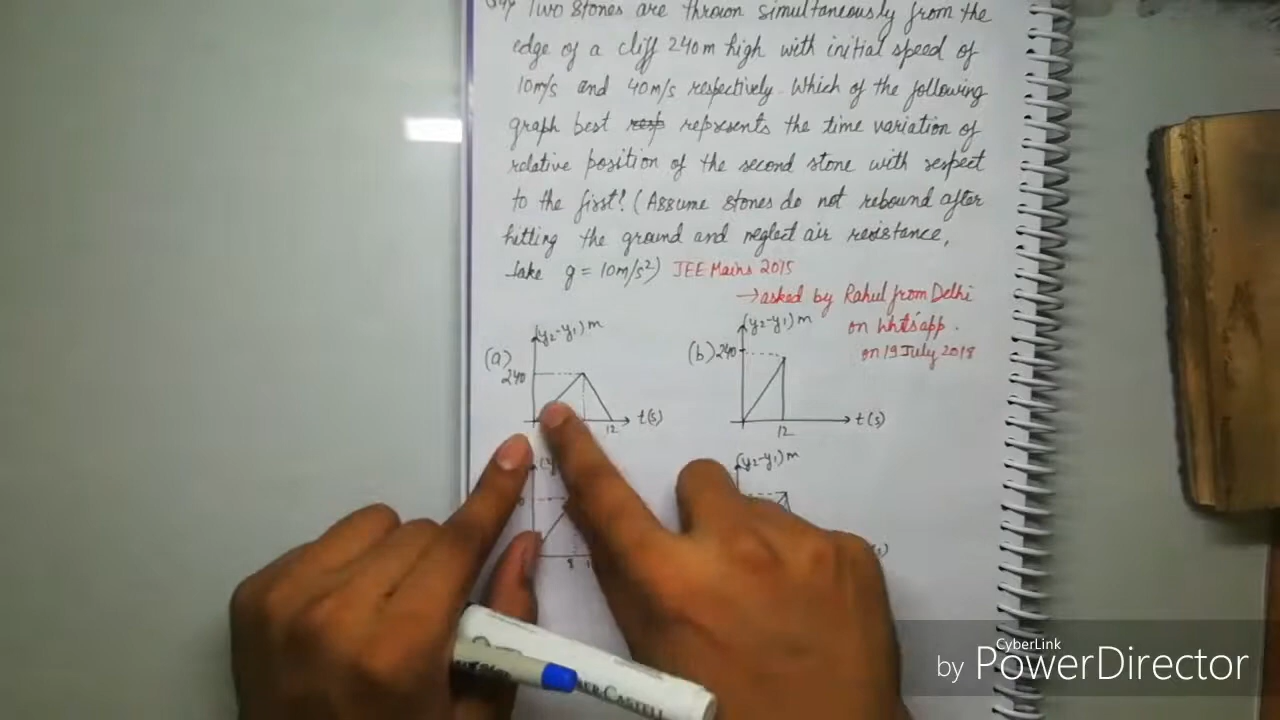 Two stones are thrown simultaneously from the
edge of a cliff 240m high with initial speed of
10m/s and 40m/s respectively. Which of the following
graph best represents the time variation of
relative position of the second stone with respect
to the first? (Assume stones do not rebound after
hitting the ground and neglect air resistance,
take g = 10m/s²) JEE Mains 2015
→ asked by Rahul from Delhi
on Whts'app.
on 19 July 2018
(a) (y₂-y₁) m
240
12 t(s)
(b) (y₂-y₁) m
240
12 t(s)
8
(y₂-y₁) m
CyberLink
by PowerDirector